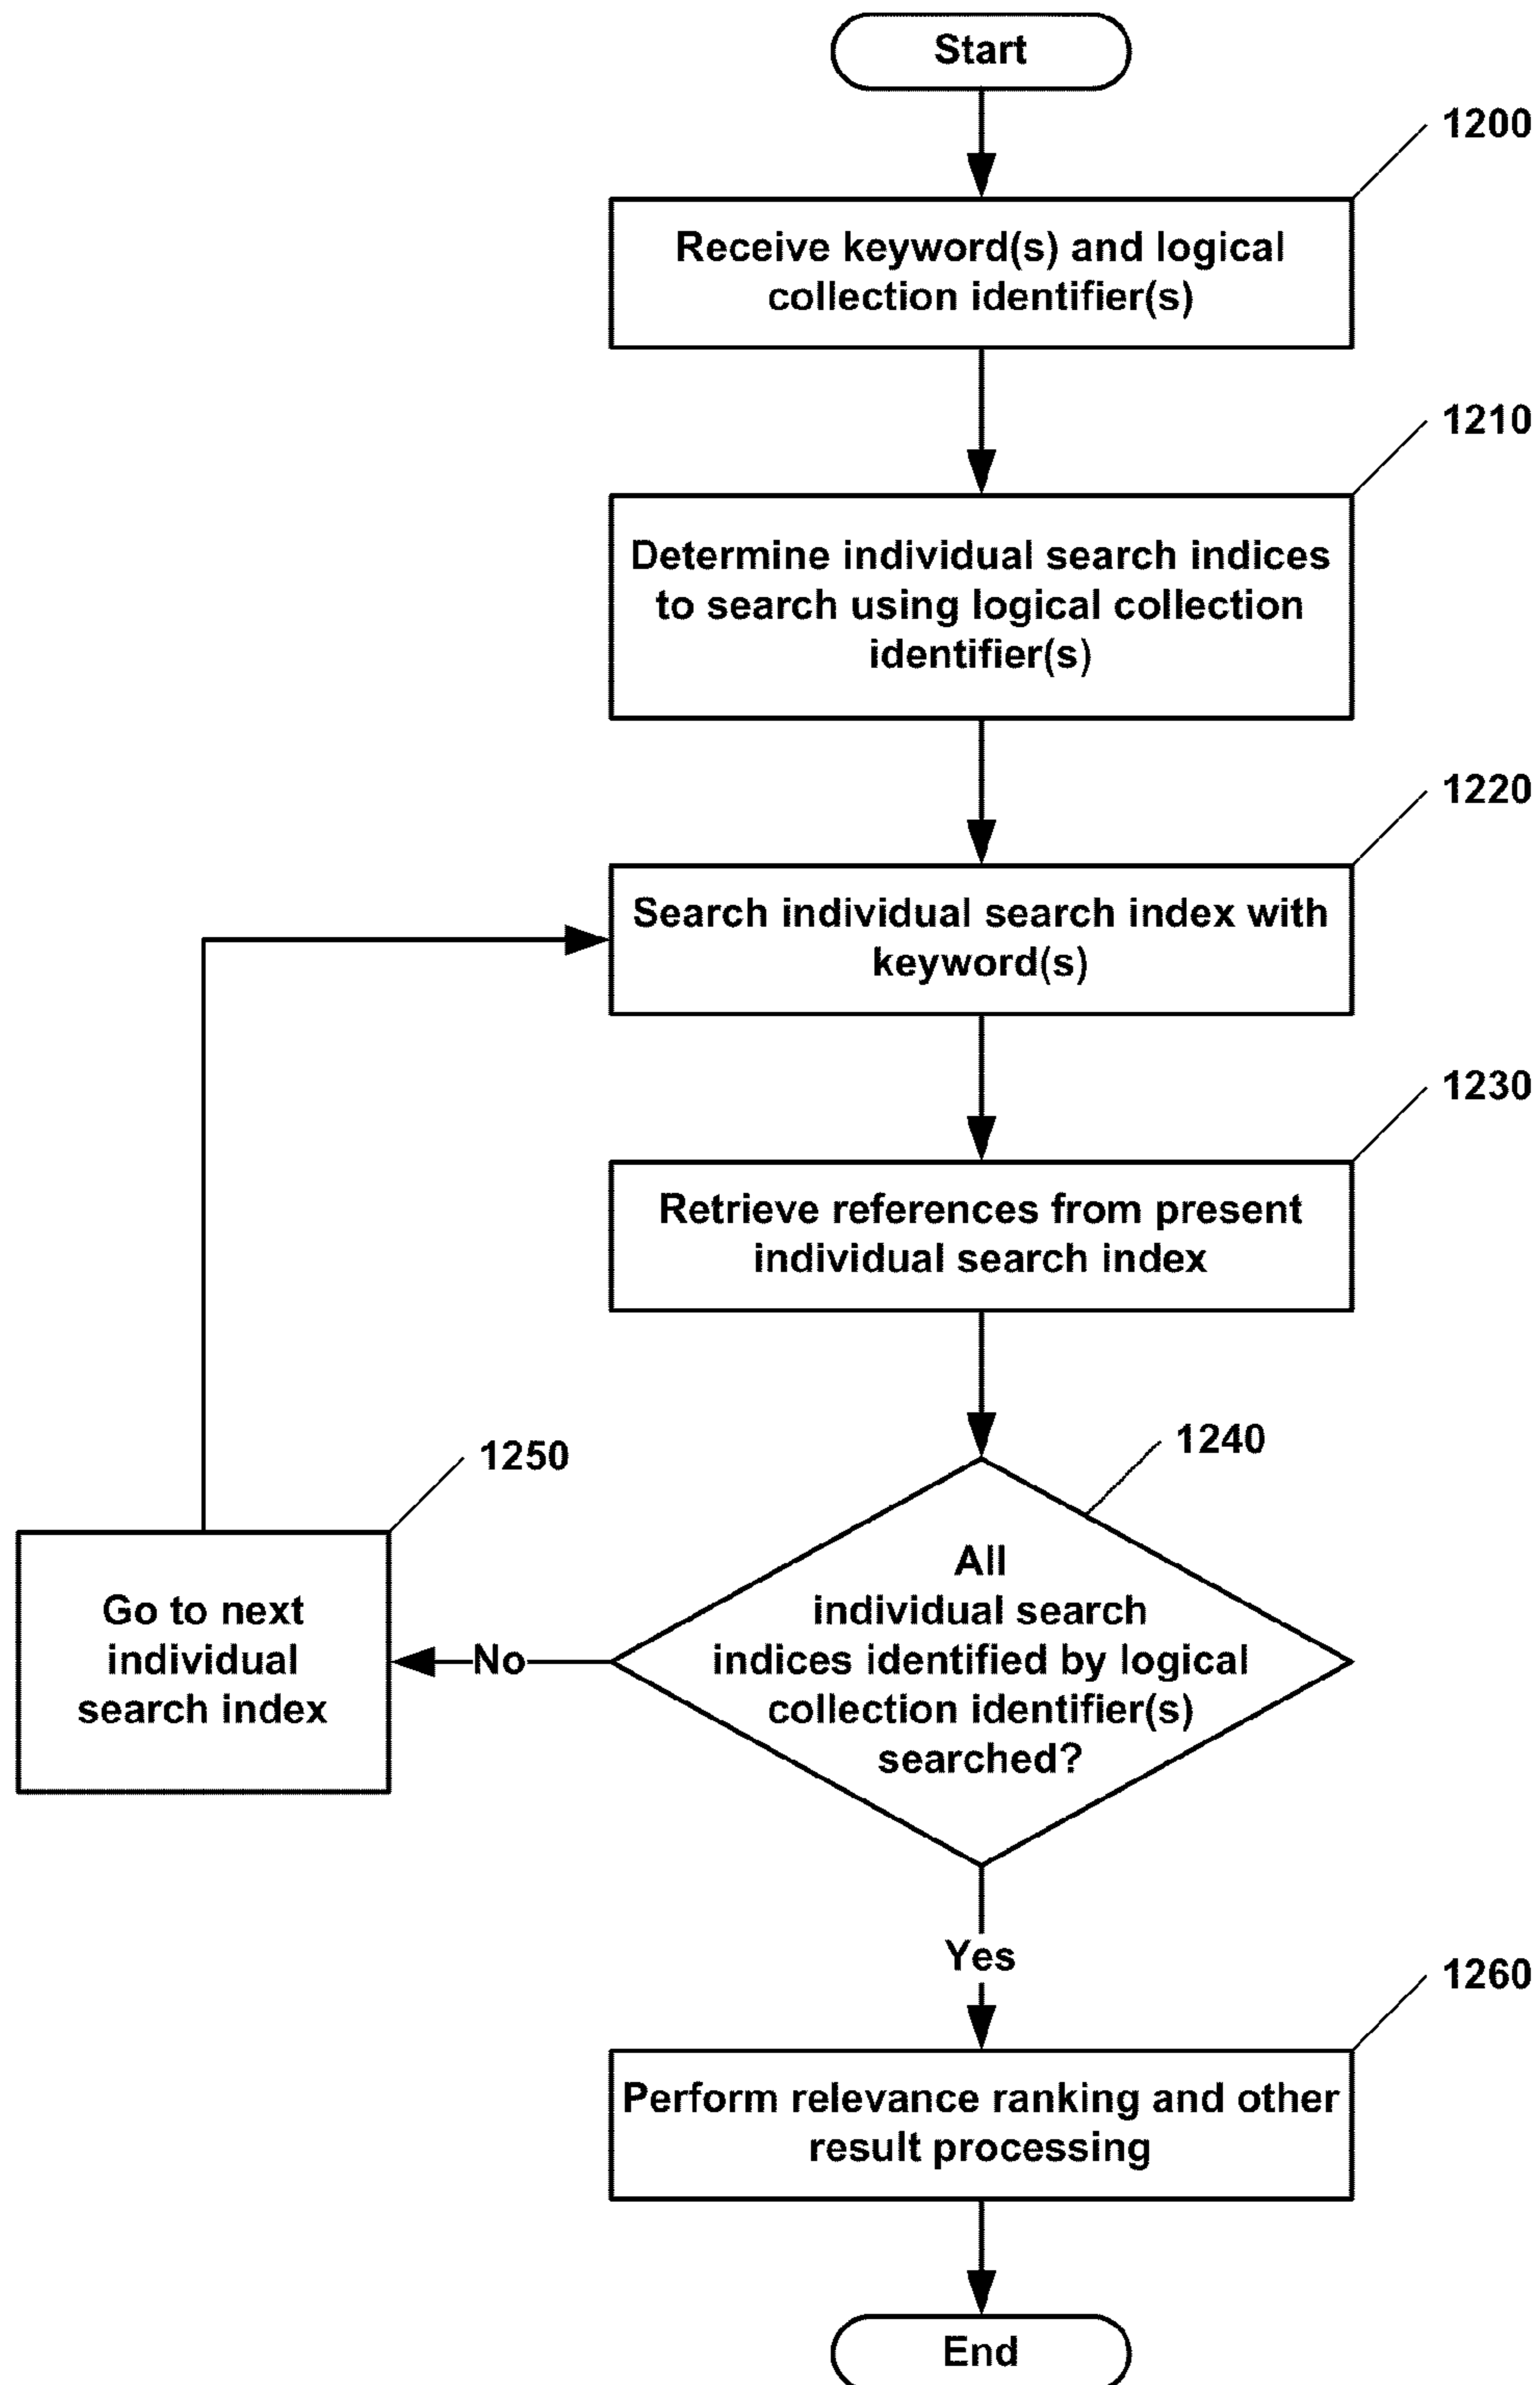 Start
1200
Receive keyword(s) and logical
collection identifier(s)
1210
Determine individual search indices
to search using logical collection
identifier(s)
1220
Search individual search index with
keyword(s)
1230
Retrieve references from present
individual search index
1240
All
individual search
indices identified by logical
collection identifier(s)
searched?
No
1250
Go to next
individual
search index
Yes
1260
Perform relevance ranking and other
result processing
End